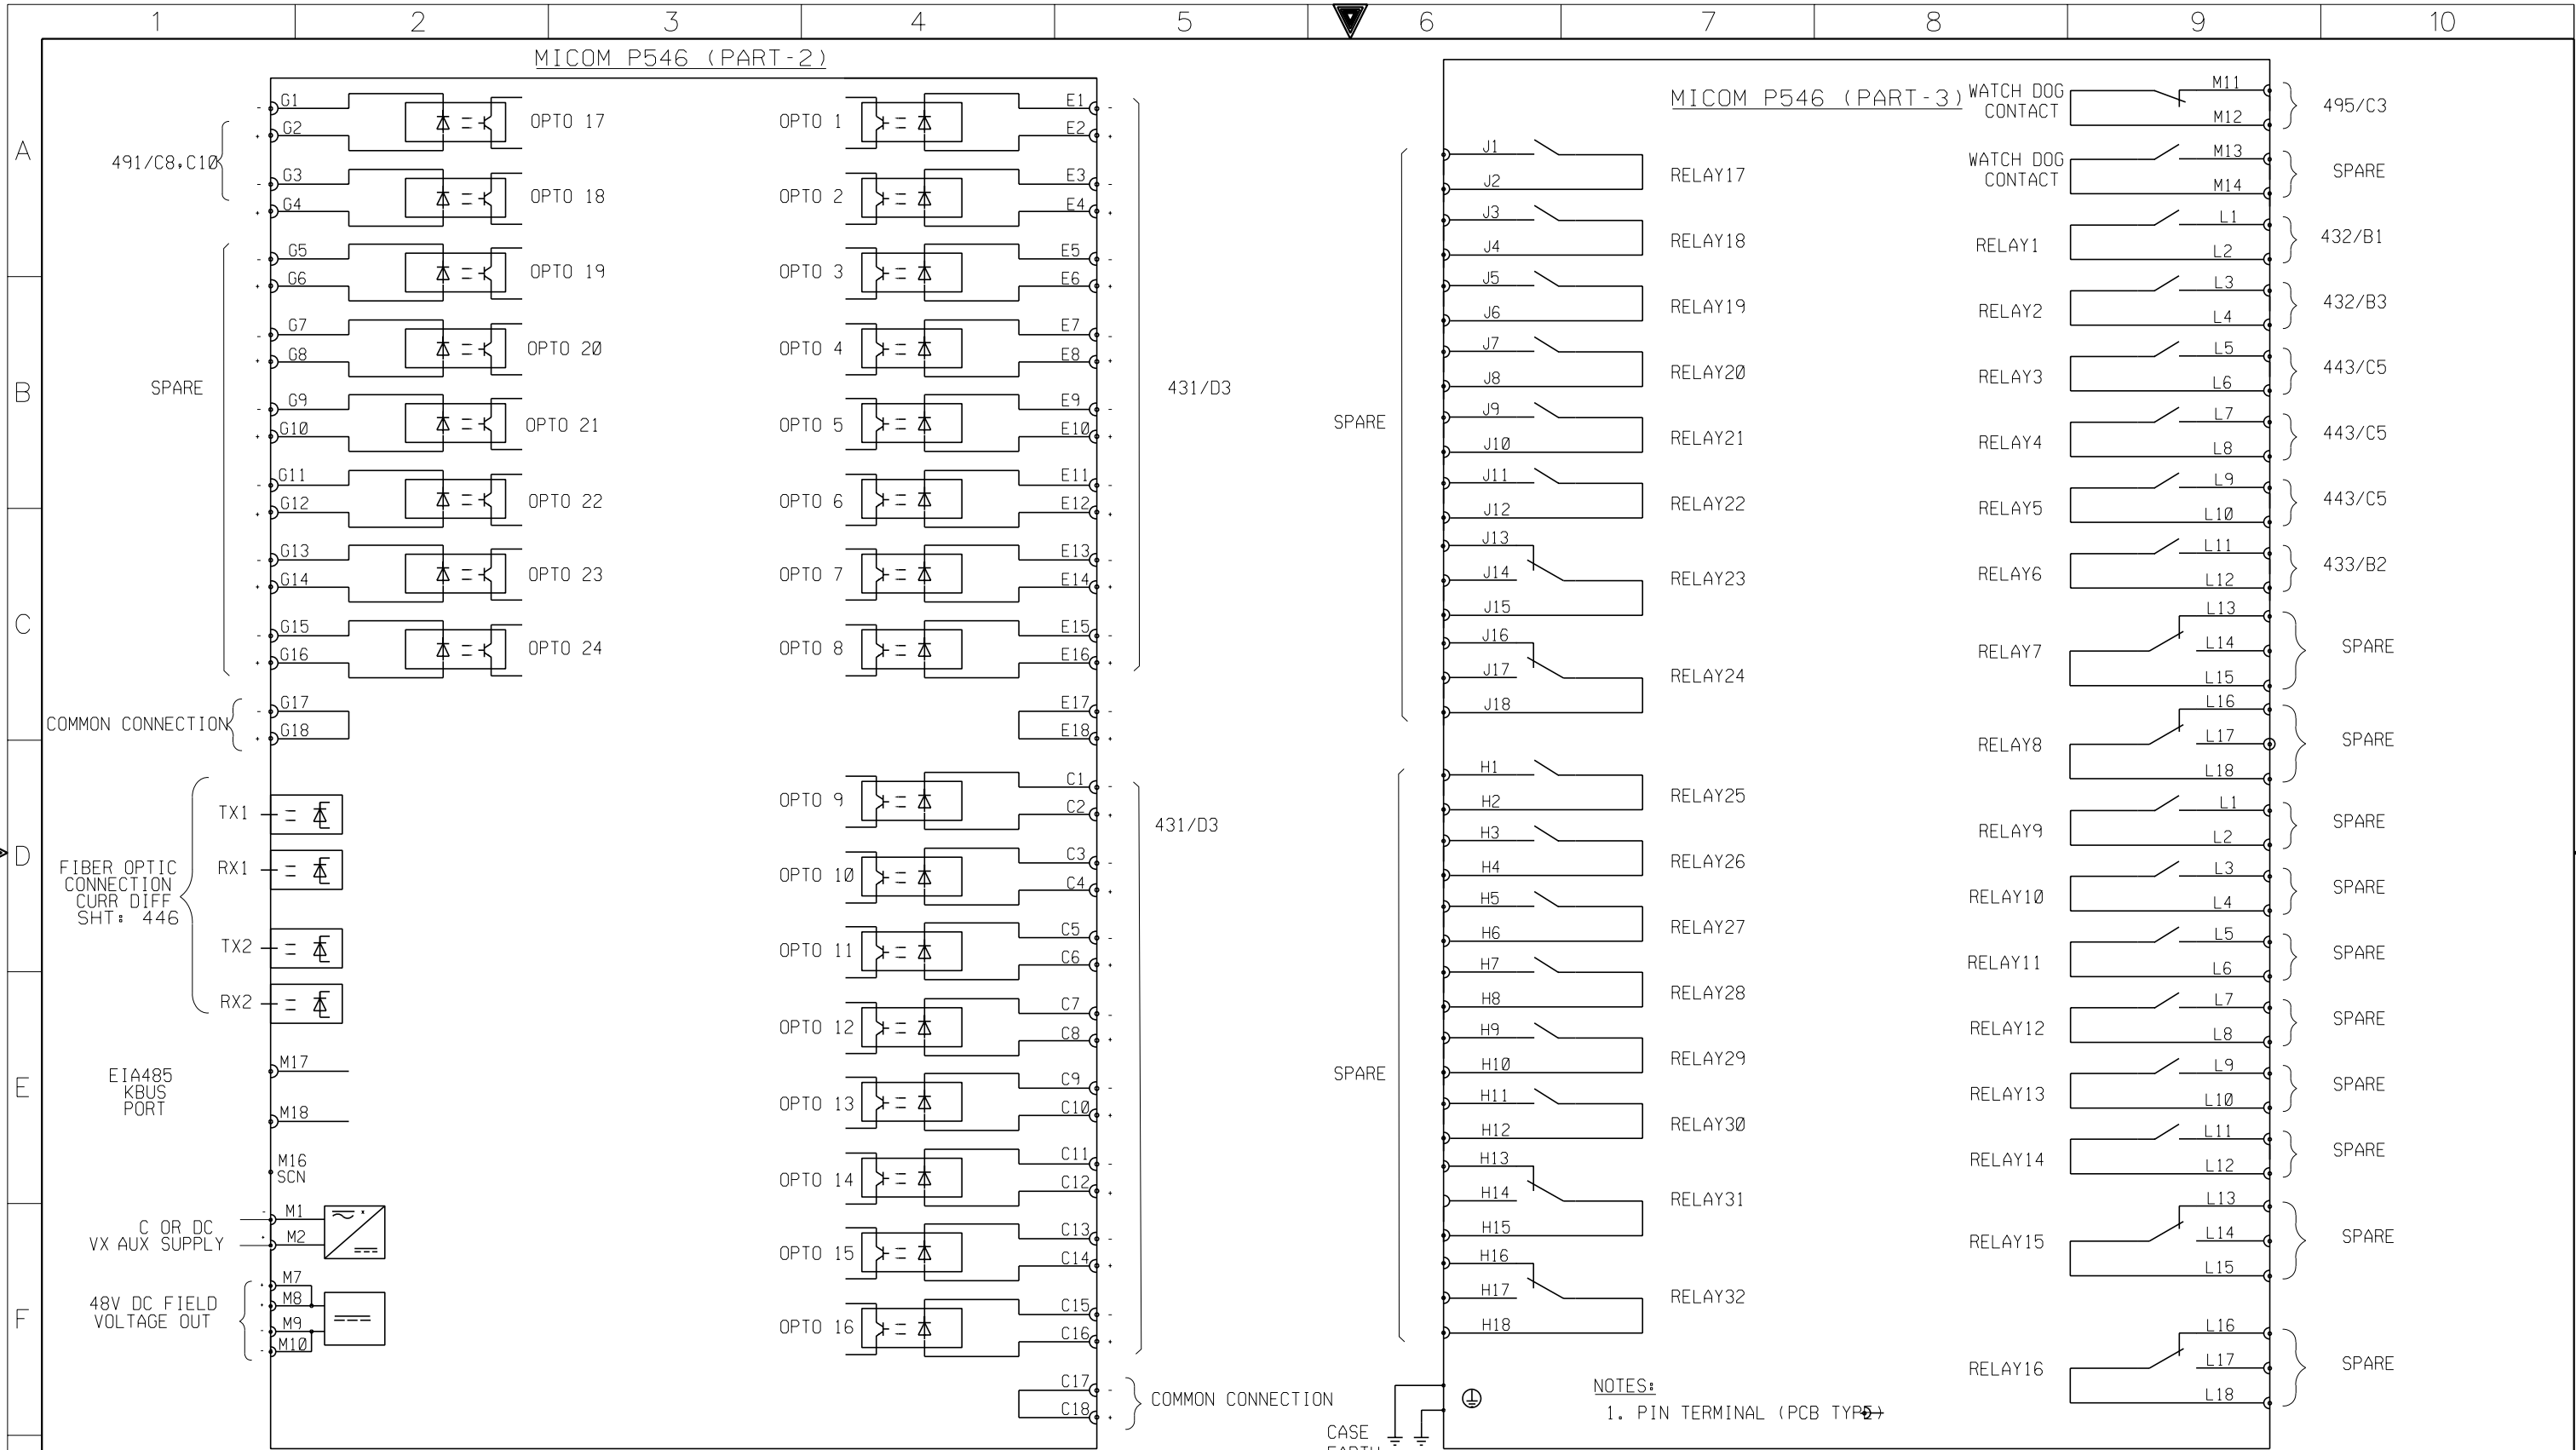 1 2 3 4 5 6 7 8 9 10
A
B
C
D
E
F
MICOM P546 (PART-2)
G1
G2
OPTO 17
491/C8,C10
G3
G4
OPTO 18
G5
G6
OPTO 19
G7
G8
OPTO 20
SPARE
G9
G10
OPTO 21
G11
G12
OPTO 22
G13
G14
OPTO 23
G15
G16
OPTO 24
G17
COMMON CONNECTION
G18
TX1
RX1
FIBER OPTIC
CONNECTION
CURR DIFF
SHT: 446
TX2
RX2
M17
EIA485
KBUS
PORT
M18
M16
SCN
M1
C OR DC
VX AUX SUPPLY
M2
M7
M8
48V DC FIELD
VOLTAGE OUT
M9
M10
OPTO 1
E1
E2
OPTO 2
E3
E4
OPTO 3
E5
E6
OPTO 4
E7
E8
431/D3
OPTO 5
E9
E10
OPTO 6
E11
E12
OPTO 7
E13
E14
OPTO 8
E15
E16
E17
E18
OPTO 9
C1
C2
431/D3
OPTO 10
C3
C4
OPTO 11
C5
C6
OPTO 12
C7
C8
OPTO 13
C9
C10
OPTO 14
C11
C12
OPTO 15
C13
C14
OPTO 16
C15
C16
C17
COMMON CONNECTION
C18
MICOM P546 (PART-3)
J1
J2
RELAY17
J3
J4
RELAY18
J5
J6
RELAY19
J7
J8
RELAY20
SPARE
J9
J10
RELAY21
J11
J12
RELAY22
J13
J14
J15
RELAY23
J16
J17
J18
RELAY24
H1
H2
RELAY25
H3
H4
RELAY26
H5
H6
RELAY27
H7
H8
RELAY28
SPARE
H9
H10
RELAY29
H11
H12
RELAY30
H13
H14
H15
RELAY31
H16
H17
H18
RELAY32
CASE
EARTH
NOTES:
1. PIN TERMINAL (PCB TYPE)
WATCH DOG
CONTACT
M11
M12
495/C3
WATCH DOG
CONTACT
M13
M14
SPARE
RELAY1
L1
L2
432/B1
RELAY2
L3
L4
432/B3
RELAY3
L5
L6
443/C5
RELAY4
L7
L8
443/C5
RELAY5
L9
L10
443/C5
RELAY6
L11
L12
433/B2
RELAY7
L13
L14
L15
SPARE
RELAY8
L16
L17
L18
SPARE
RELAY9
L1
L2
SPARE
RELAY10
L3
L4
SPARE
RELAY11
L5
L6
SPARE
RELAY12
L7
L8
SPARE
RELAY13
L9
L10
SPARE
RELAY14
L11
L12
SPARE
RELAY15
L13
L14
L15
SPARE
RELAY16
L16
L17
L18
SPARE